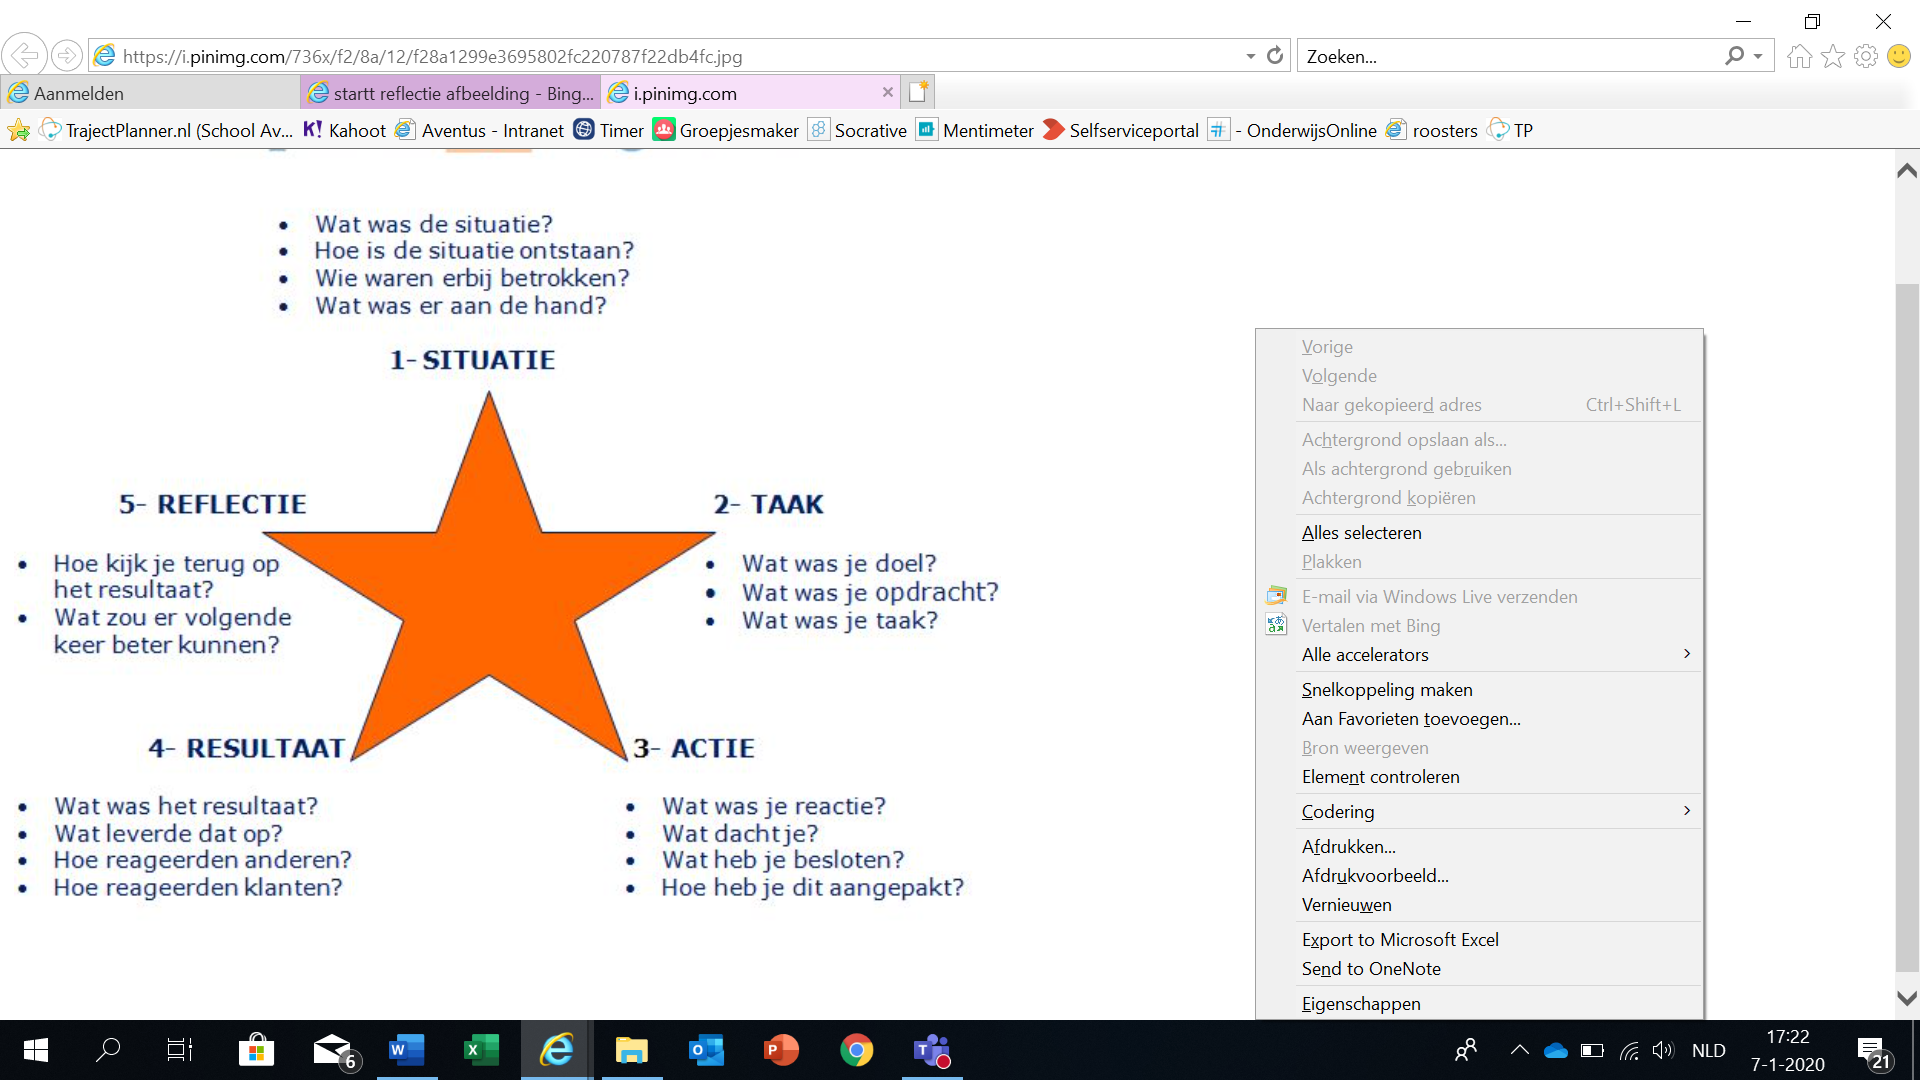 https://i.pinimg.com/736x/f2/8a/12/f28a1299e3695802fc220787f22db4fc.jpg
Zoeken...
Aanmelden
startt reflectie afbeelding - Bing...
i.pinimg.com
TrajectPlanner.nl (School Av...
K! Kahoot
Aventus - Intranet
Timer
Groepjesmaker
Socrative
Mentimeter
Selfserviceportal
- OnderwijsOnline
roosters
TP
• Wat was de situatie?
• Hoe is de situatie ontstaan?
• Wie waren erbij betrokken?
• Wat was er aan de hand?
1- SITUATIE
5- REFLECTIE
• Hoe kijk je terug op
het resultaat?
• Wat zou er volgende
keer beter kunnen?
2- TAAK
• Wat was je doel?
• Wat was je opdracht?
• Wat was je taak?
4- RESULTAAT
• Wat was het resultaat?
• Wat leverde dat op?
• Hoe reageerden anderen?
• Hoe reageerden klanten?
3- ACTIE
• Wat was je reactie?
• Wat dacht je?
• Wat heb je besloten?
• Hoe heb je dit aangepakt?
Vorige
Volgende
Naar gekopieerd adres Ctrl+Shift+L
Achtergrond opslaan als...
Als achtergrond gebruiken
Achtergrond kopiëren
Alles selecteren
Plakken
E-mail via Windows Live verzenden
Vertalen met Bing
Alle accelerators
Snelkoppeling maken
Aan Favorieten toevoegen...
Bron weergeven
Element controleren
Codering
Afdrukken...
Afdrukvoorbeeld...
Vernieuwen
Export to Microsoft Excel
Send to OneNote
Eigenschappen
6
W
X
O
P
T
NLD
17:22
7-1-2020
21